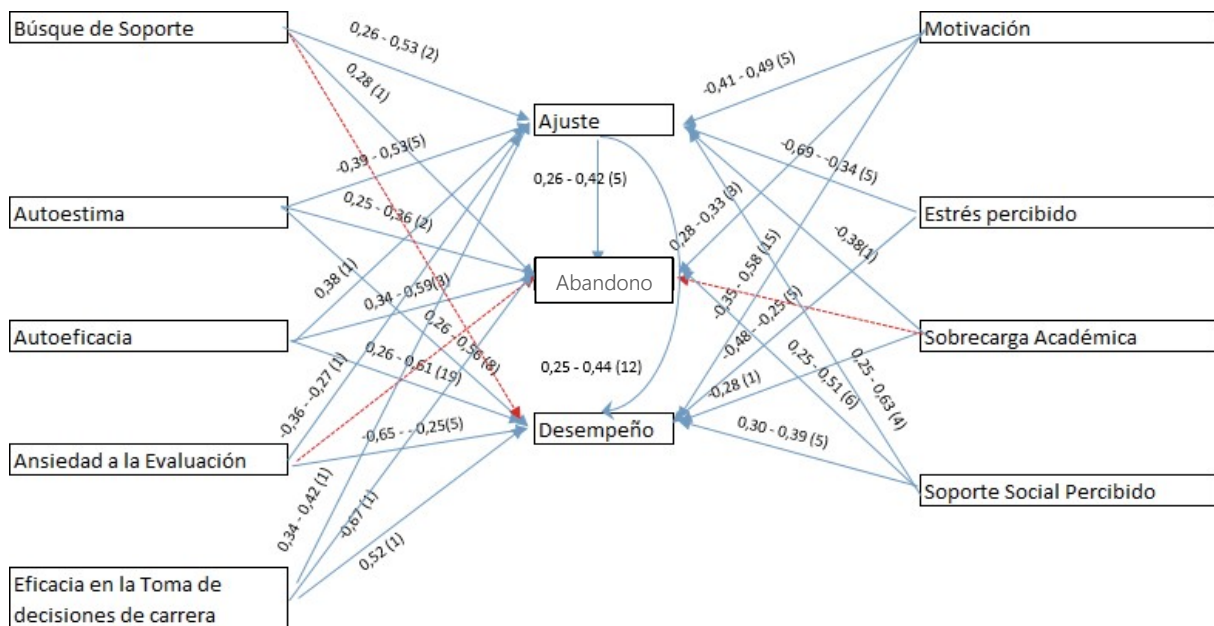 Búsque de Soporte
Motivación
0,26 - 0,53 (2)
0,28 (1)
-0,41 - 0,49 (5)
Ajuste
-0,39 - 0,53(5)
-0,69 - -0,34 (5)
0,26 - 0,42 (5)
Autoestima
Estrés percibido
0,25 - 0,36 (2)
0,28 - 0,33 (3)
-0,38(1)
0,38 (1)
Abandono
0,34 - 0,59(3)
-0,35 - 0,58 (15)
Autoeficacia
Sobrecarga Académica
0,26 - 0,56 (8)
-0,48 - -0,25 (5)
0,26 - 0,61 (19)
0,25 - 0,44 (12)
0,25 - 0,51 (6)
0,25 - 0,63 (4)
-0,36 - -0,27 (1)
-0,28 (1)
Desempeño
0,30 - 0,39 (5)
-0,65 - -0,25(5)
Ansiedad a la Evaluación
Soporte Social Percibido
0,34 - 0,42 (1)
-0,67 (1)
0,52 (1)
Eficacia en la Toma de
decisiones de carrera